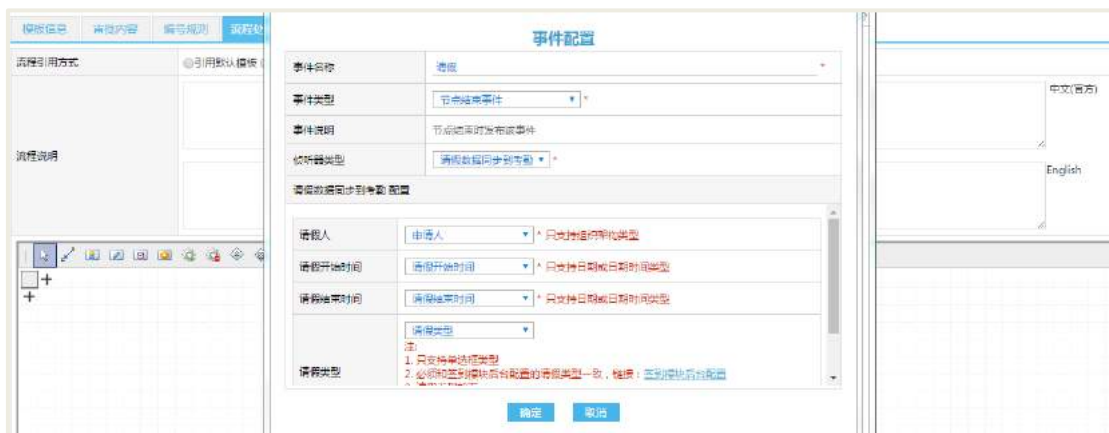 模板信息 审批内容 编号规则 流程处
流程引用方式 引用默认模板
流程说明
中文(官方)
English
事件配置
事件名称 请假 *
事件类型 节点结束事件 *
事件说明 节点结束时发布该事件
侦听器类型 请假数据同步到考勤 *
请假数据同步到考勤 配置
请假人 申请人 * 只支持组织架构类型
请假开始时间 请假开始时间 * 只支持日期或日期时间类型
请假结束时间 请假结束时间 * 只支持日期或日期时间类型
请假类型 请假类型
注:
1. 只支持单选框类型
2. 必须和签到模块后台配置的请假类型一致，链接：签到模块后台配置
确定 取消